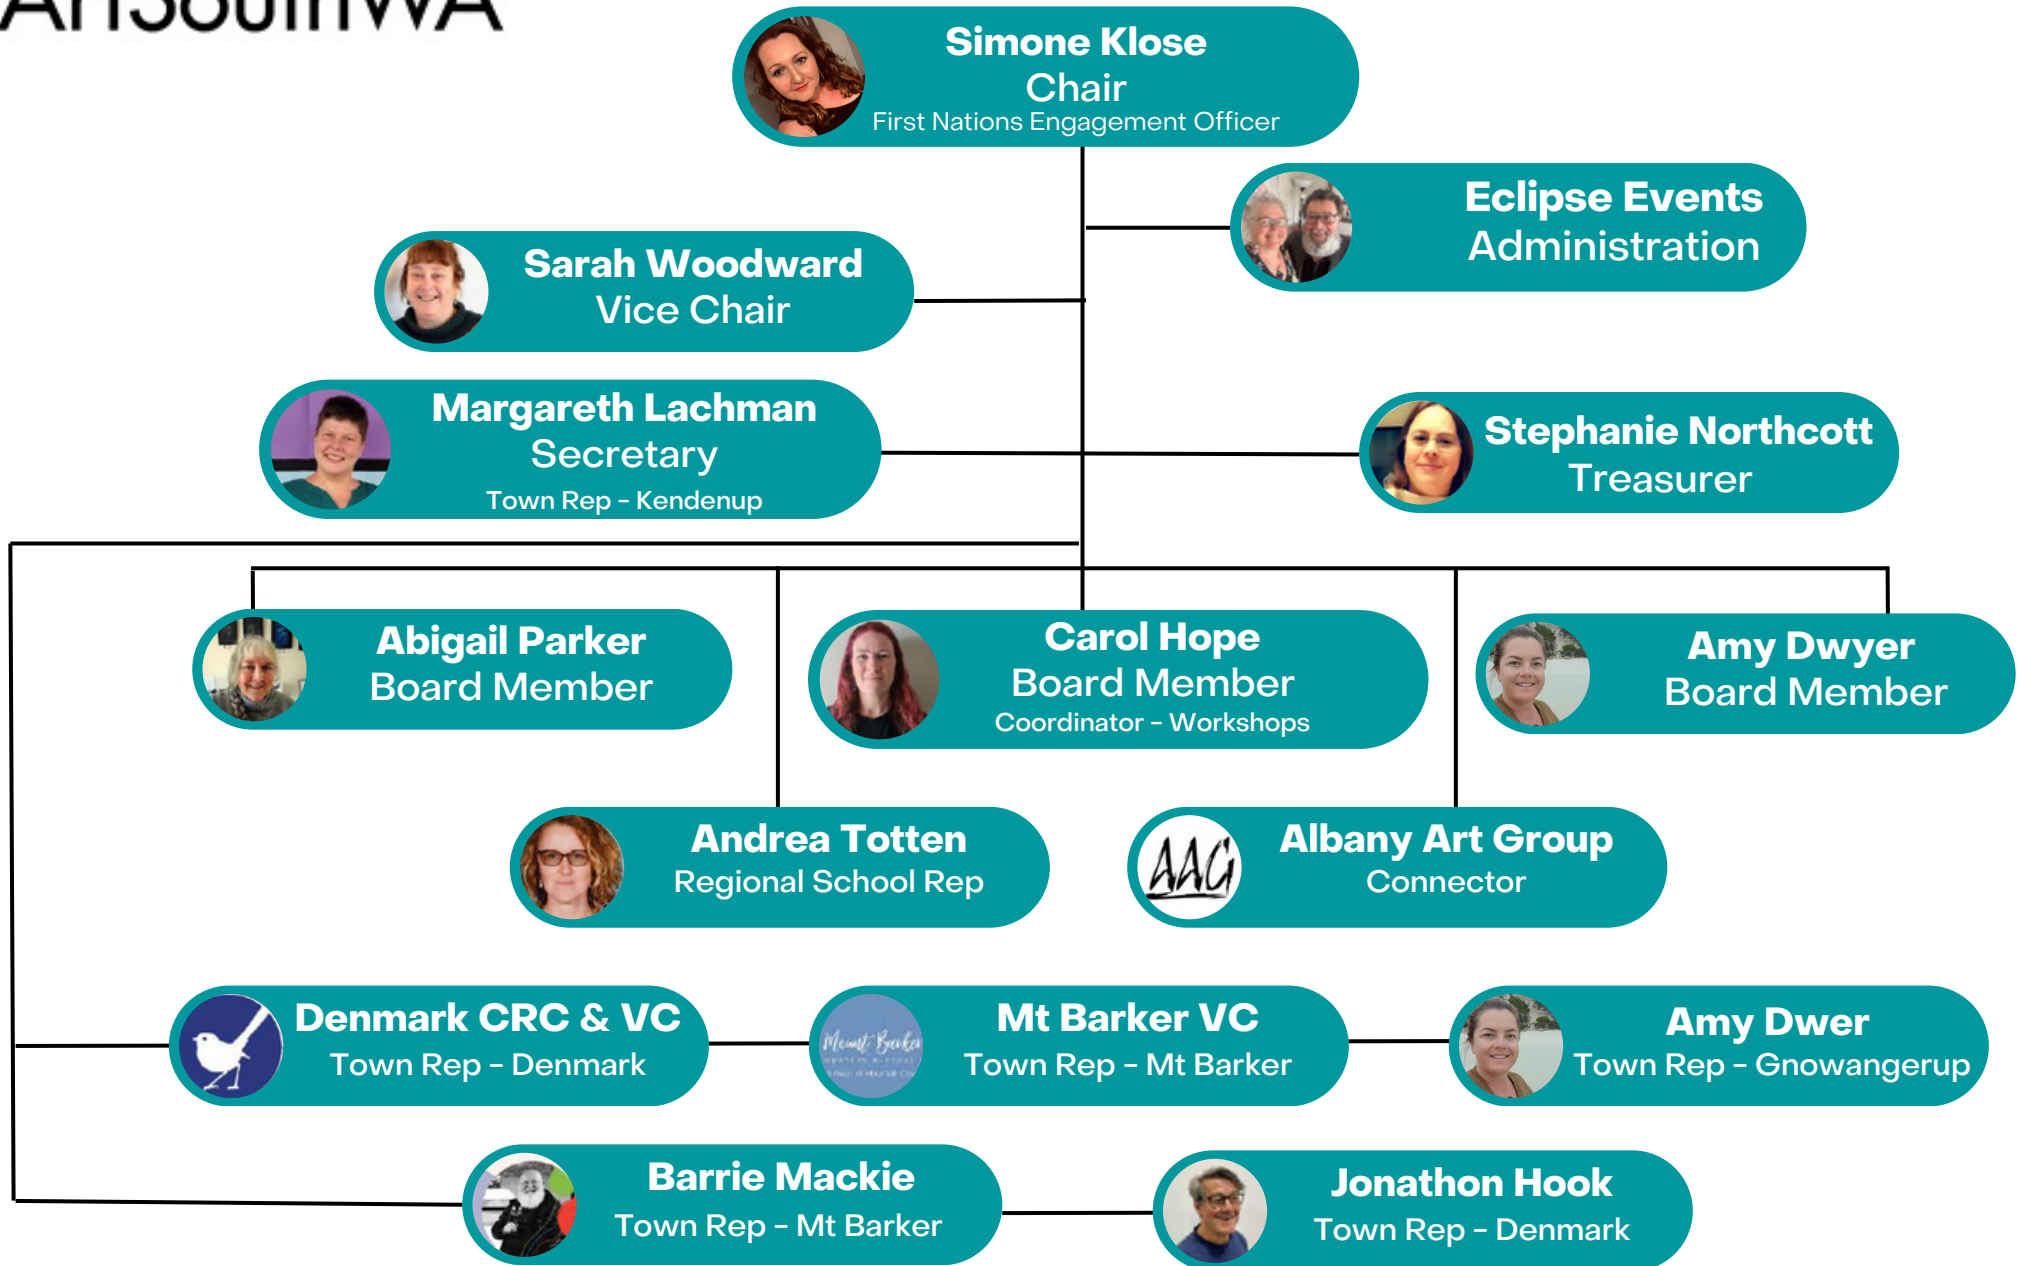 ArtSouthWA
Simone Klose
Chair
First Nations Engagement Officer
Eclipse Events
Administration
Sarah Woodward
Vice Chair
Margareth Lachman
Secretary
Town Rep - Kendenup
Stephanie Northcott
Treasurer
Abigail Parker
Board Member
Carol Hope
Board Member
Coordinator - Workshops
Amy Dwyer
Board Member
Andrea Totten
Regional School Rep
AAG
Albany Art Group
Connector
Denmark CRC & VC
Town Rep - Denmark
Mount Barker
Mt Barker VC
Town Rep - Mt Barker
Amy Dwer
Town Rep - Gnowangerup
Barrie Mackie
Town Rep - Mt Barker
Jonathon Hook
Town Rep - Denmark